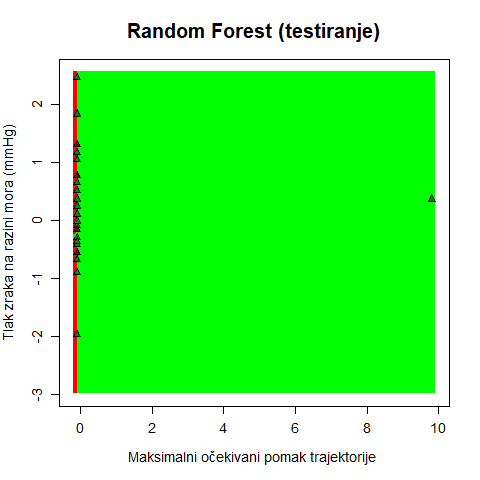 Random Forest (testiranje)
Tlak zraka na razini mora (mmHg)
2
1
0
-1
-2
-3
0 2 4 6 8 10
Maksimalni očekivani pomak trajektorije